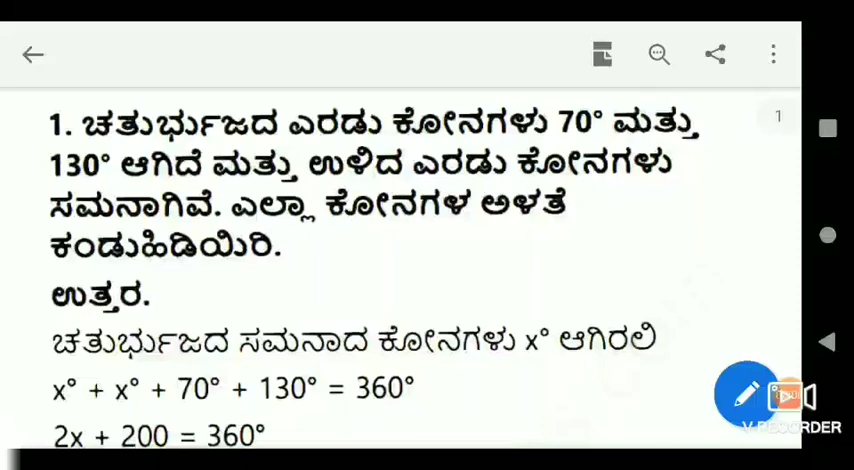 1
1. ಚತುರ್ಭುಜದ ಎರಡು ಕೋನಗಳು 70° ಮತ್ತು
130° ಆಗಿದೆ ಮತ್ತು ಉಳಿದ ಎರಡು ಕೋನಗಳು
ಸಮನಾಗಿವೆ. ಎಲ್ಲಾ ಕೋನಗಳ ಅಳತೆ
ಕಂಡುಹಿಡಿಯಿರಿ.
ಉತ್ತರ.
ಚತುರ್ಭುಜದ ಸಮನಾದ ಕೋನಗಳು x° ಆಗಿರಲಿ
x° + x° + 70° + 130° = 360°
2x + 200 = 360°
V RECORDER